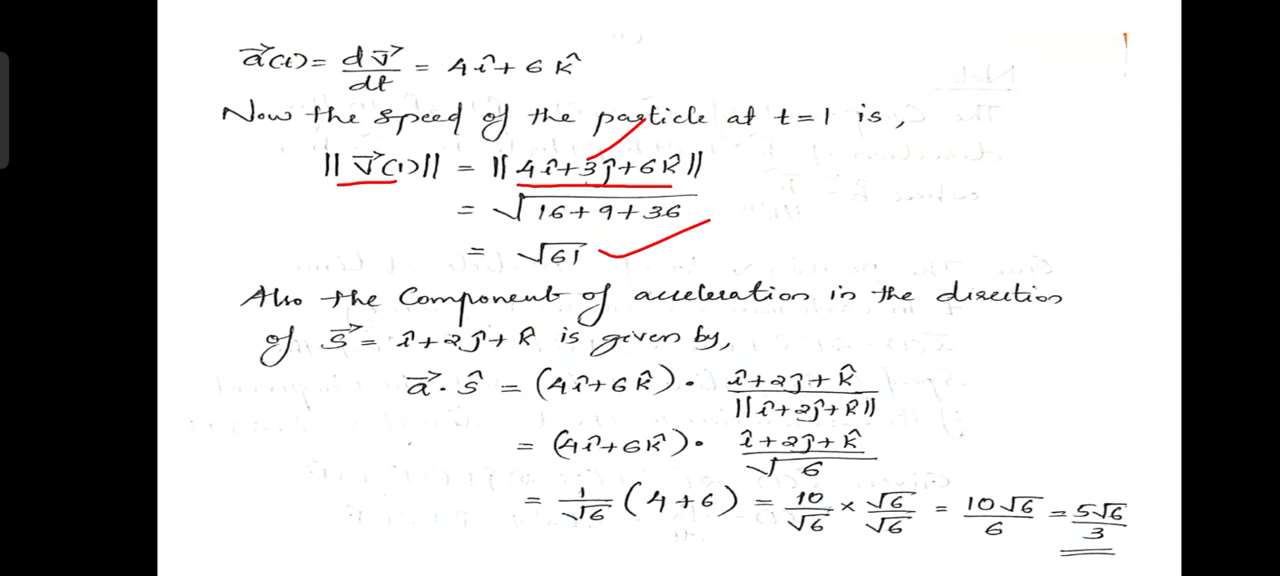 a⃗(t) = dv⃗/dt = 4î + 6k̂
Now the speed of the particle at t = 1 is,
|| v⃗(1) || = || 4î + 3ĵ + 6k̂ ||
= √(16 + 9 + 36)
= √61
Also the Component of acceleration in the direction
of s⃗ = î + 2ĵ + k̂ is given by,
a⃗ . ŝ = (4î + 6k̂) . (î + 2ĵ + k̂)/||î + 2ĵ + k̂||
= (4î + 6k̂) . (î + 2ĵ + k̂)/√6
= 1/√6 (4 + 6) = 10/√6 × √6/√6 = 10√6/6 = 5√6/3